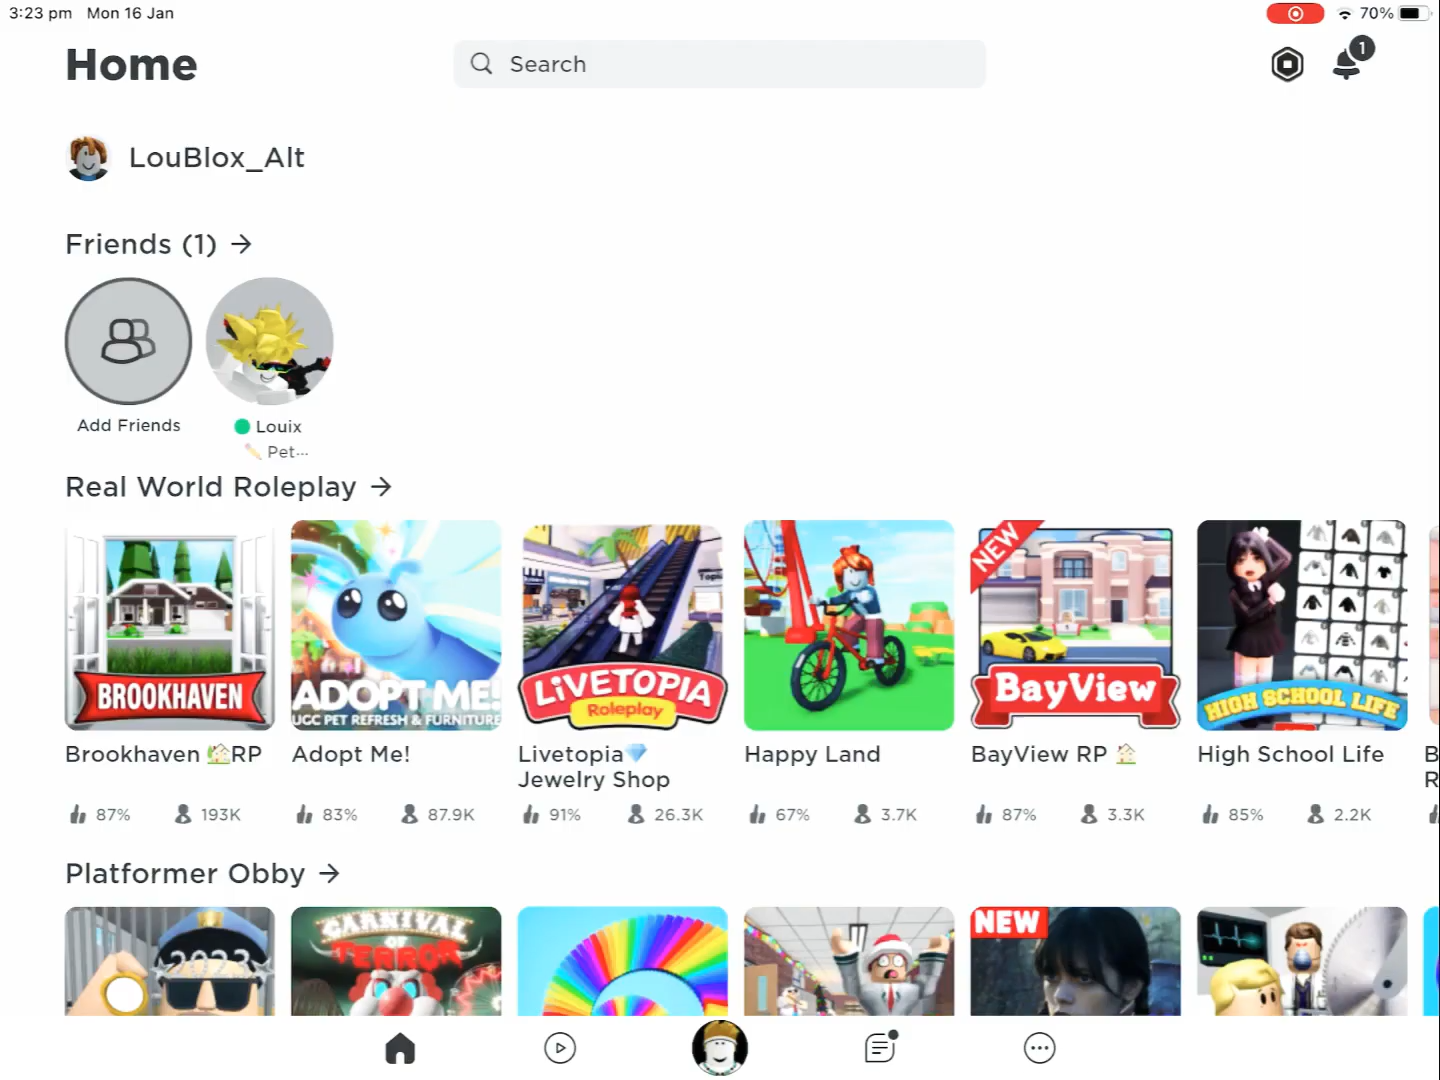 3:23 pm Mon 16 Jan
70%
Home
Search
1
LouBlox_Alt
Friends (1) →
Add Friends
Louix
Pet...
Real World Roleplay →
BROOKHAVEN
ADOPT ME!
UGC PET REFRESH & FURNITURE
LiVETOPiA
Roleplay
NEW
BayView
HIGH SCHOOL LIFE
Brookhaven 🏡RP
Adopt Me!
Livetopia💎
Jewelry Shop
Happy Land
BayView RP 🏠
High School Life
B
R
87% 193K
83% 87.9K
91% 26.3K
67% 3.7K
87% 3.3K
85% 2.2K
Platformer Obby →
CARNIVAL
OF
TERROR
NEW